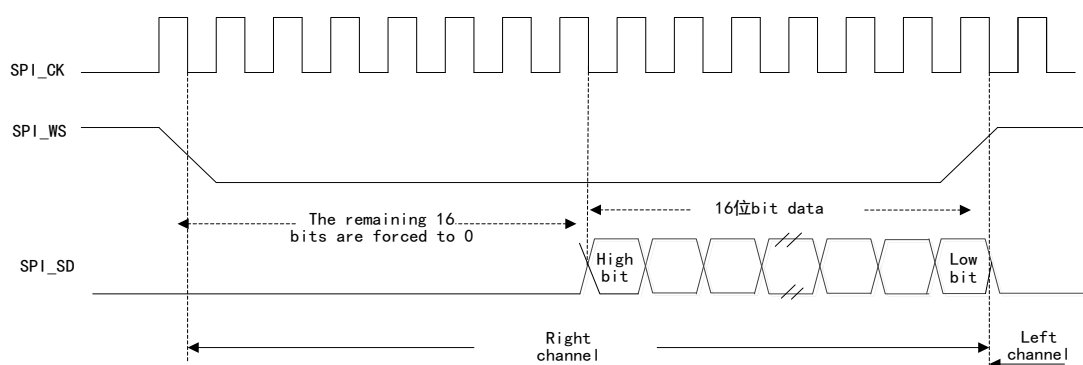 SPI_CK
SPI_WS
The remaining 16
bits are forced to 0
16位bit data
SPI_SD
High
bit
Low
bit
Right
channel
Left
channel